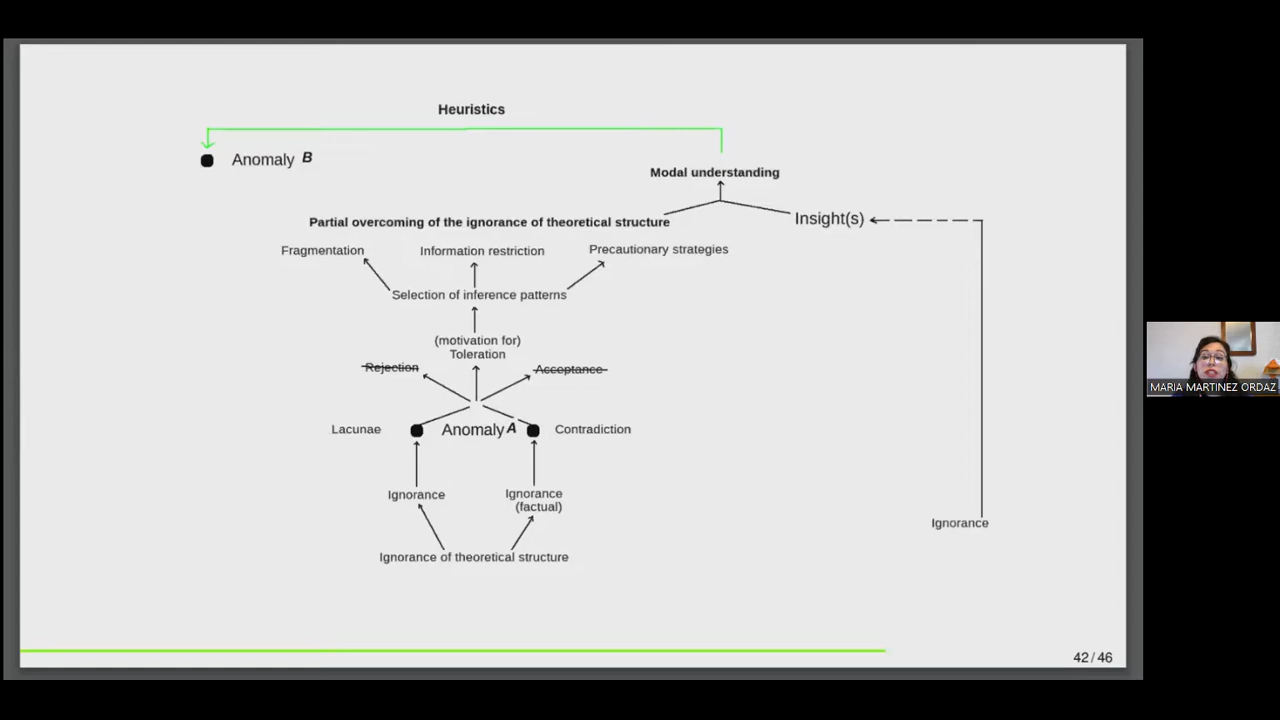 Heuristics
Anomaly B
Modal understanding
Partial overcoming of the ignorance of theoretical structure
Insight(s)
Fragmentation
Information restriction
Precautionary strategies
Selection of inference patterns
(motivation for)
Toleration
Rejection
Acceptance
Lacunae
Anomaly A
Contradiction
Ignorance
Ignorance
(factual)
Ignorance
Ignorance of theoretical structure
42 / 46
MARIA MARTINEZ ORDAZ